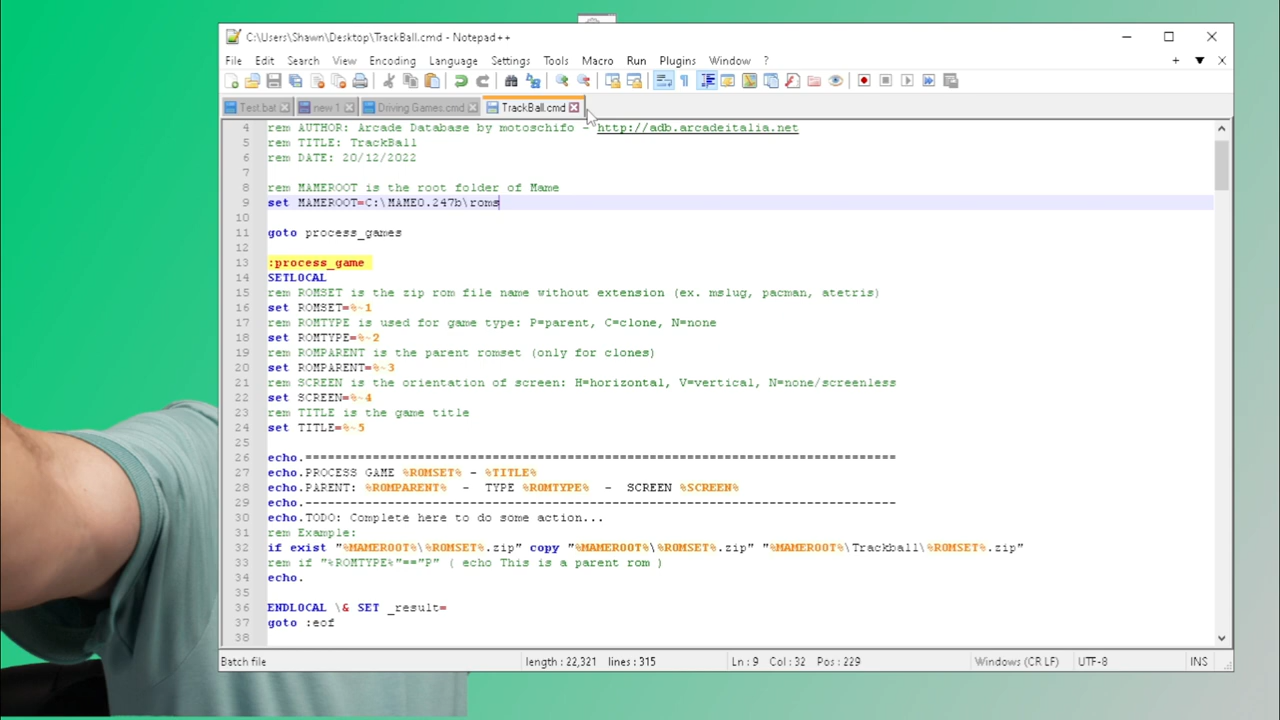 C:\Users\Shawn\Desktop\TrackBall.cmd - Notepad++
File Edit Search View Encoding Language Settings Tools Macro Run Plugins Window ?
Test.bat new 1 Driving Games.cmd TrackBall.cmd
4 rem AUTHOR: Arcade Database by motoschifo - http://adb.arcadeitalia.net
5 rem TITLE: TrackBall
6 rem DATE: 20/12/2022
7
8 rem MAMEROOT is the root folder of Mame
9 set MAMEROOT=C:\MAME0.247b\roms
10
11 goto process_games
12
13 :process_game
14 SETLOCAL
15 rem ROMSET is the zip rom file name without extension (ex. mslug, pacman, atetris)
16 set ROMSET=%~1
17 rem ROMTYPE is used for game type: P=parent, C=clone, N=none
18 set ROMTYPE=%~2
19 rem ROMPARENT is the parent romset (only for clones)
20 set ROMPARENT=%~3
21 rem SCREEN is the orientation of screen: H=horizontal, V=vertical, N=none/screenless
22 set SCREEN=%~4
23 rem TITLE is the game title
24 set TITLE=%~5
25
26 echo.===============================================================================
27 echo.PROCESS GAME %ROMSET% - %TITLE%
28 echo.PARENT: %ROMPARENT%  -  TYPE %ROMTYPE%  -  SCREEN %SCREEN%
29 echo.-------------------------------------------------------------------------------
30 echo.TODO: Complete here to do some action...
31 rem Example:
32 if exist "%MAMEROOT%\%ROMSET%.zip" copy "%MAMEROOT%\%ROMSET%.zip" "%MAMEROOT%\Trackball\%ROMSET%.zip"
33 rem if "%ROMTYPE%"=="P" ( echo This is a parent rom )
34 echo.
35
36 ENDLOCAL \& SET _result=
37 goto :eof
38
Batch file length : 22,321 lines : 315 Ln : 9 Col : 32 Pos : 229 Windows (CR LF) UTF-8 INS